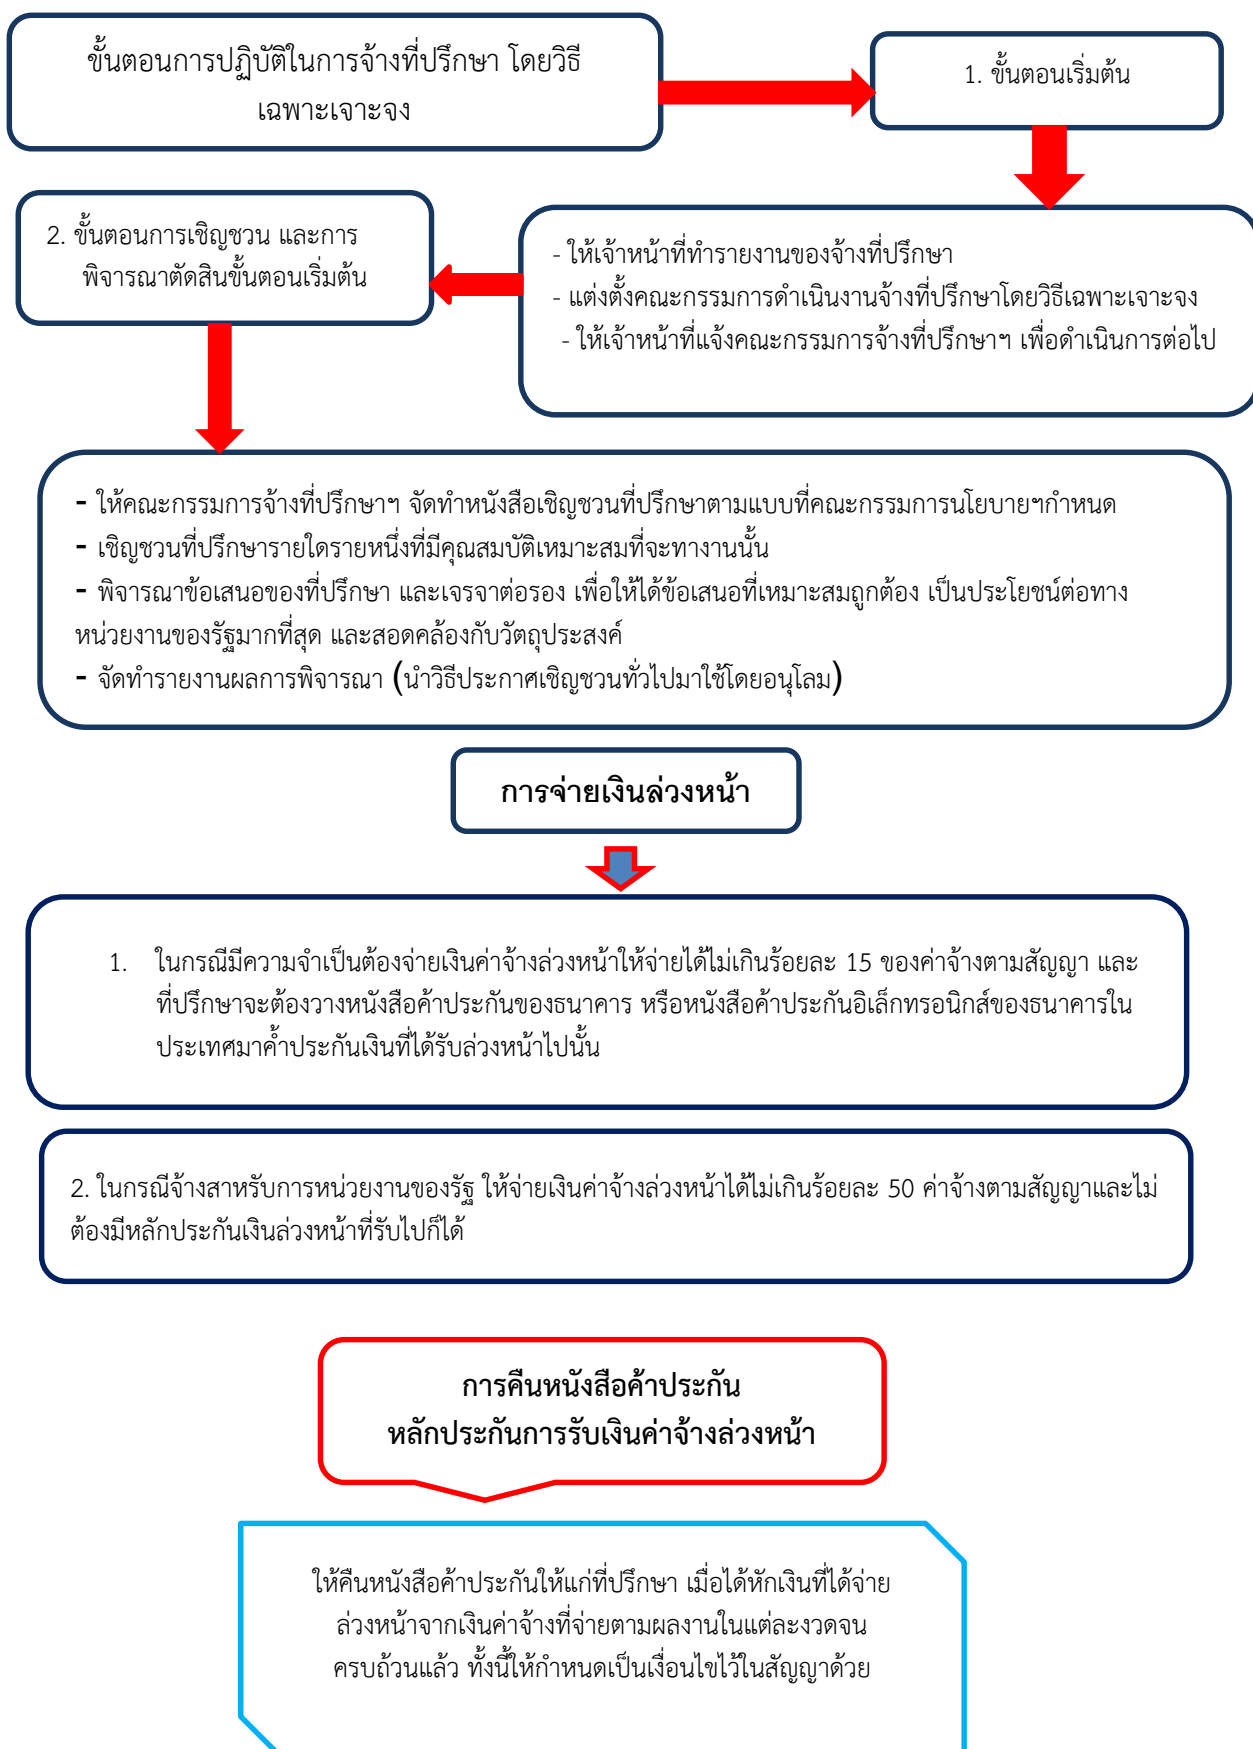 ขั้นตอนการปฏิบัติในการจ้างที่ปรึกษา โดยวิธี
เฉพาะเจาะจง
1. ขั้นตอนเริ่มต้น
- ให้เจ้าหน้าที่ทำรายงานของจ้างที่ปรึกษา
- แต่งตั้งคณะกรรมการดำเนินงานจ้างที่ปรึกษาโดยวิธีเฉพาะเจาะจง
- ให้เจ้าหน้าที่แจ้งคณะกรรมการจ้างที่ปรึกษาฯ เพื่อดำเนินการต่อไป
2. ขั้นตอนการเชิญชวน และการ
พิจารณาตัดสินขั้นตอนเริ่มต้น
- ให้คณะกรรมการจ้างที่ปรึกษาฯ จัดทำหนังสือเชิญชวนที่ปรึกษาตามแบบที่คณะกรรมการนโยบายฯกำหนด
- เชิญชวนที่ปรึกษารายใดรายหนึ่งที่มีคุณสมบัติเหมาะสมที่จะทางานนั้น
- พิจารณาข้อเสนอของที่ปรึกษา และเจรจาต่อรอง เพื่อให้ได้ข้อเสนอที่เหมาะสมถูกต้อง เป็นประโยชน์ต่อทาง
หน่วยงานของรัฐมากที่สุด และสอดคล้องกับวัตถุประสงค์
- จัดทำรายงานผลการพิจารณา (นำวิธีประกาศเชิญชวนทั่วไปมาใช้โดยอนุโลม)
การจ่ายเงินล่วงหน้า
1. ในกรณีมีความจำเป็นต้องจ่ายเงินค่าจ้างล่วงหน้าให้จ่ายได้ไม่เกินร้อยละ 15 ของค่าจ้างตามสัญญา และ
ที่ปรึกษาจะต้องวางหนังสือค้าประกันของธนาคาร หรือหนังสือค้าประกันอิเล็กทรอนิกส์ของธนาคารใน
ประเทศมาค้ำประกันเงินที่ได้รับล่วงหน้าไปนั้น
2. ในกรณีจ้างสาหรับการหน่วยงานของรัฐ ให้จ่ายเงินค่าจ้างล่วงหน้าได้ไม่เกินร้อยละ 50 ค่าจ้างตามสัญญาและไม่
ต้องมีหลักประกันเงินล่วงหน้าที่รับไปก็ได้
การคืนหนังสือค้าประกัน
หลักประกันการรับเงินค่าจ้างล่วงหน้า
ให้คืนหนังสือค้าประกันให้แก่ที่ปรึกษา เมื่อได้หักเงินที่ได้จ่าย
ล่วงหน้าจากเงินค่าจ้างที่จ่ายตามผลงานในแต่ละงวดจน
ครบถ้วนแล้ว ทั้งนี้ให้กำหนดเป็นเงื่อนไขไว้ในสัญญาด้วย